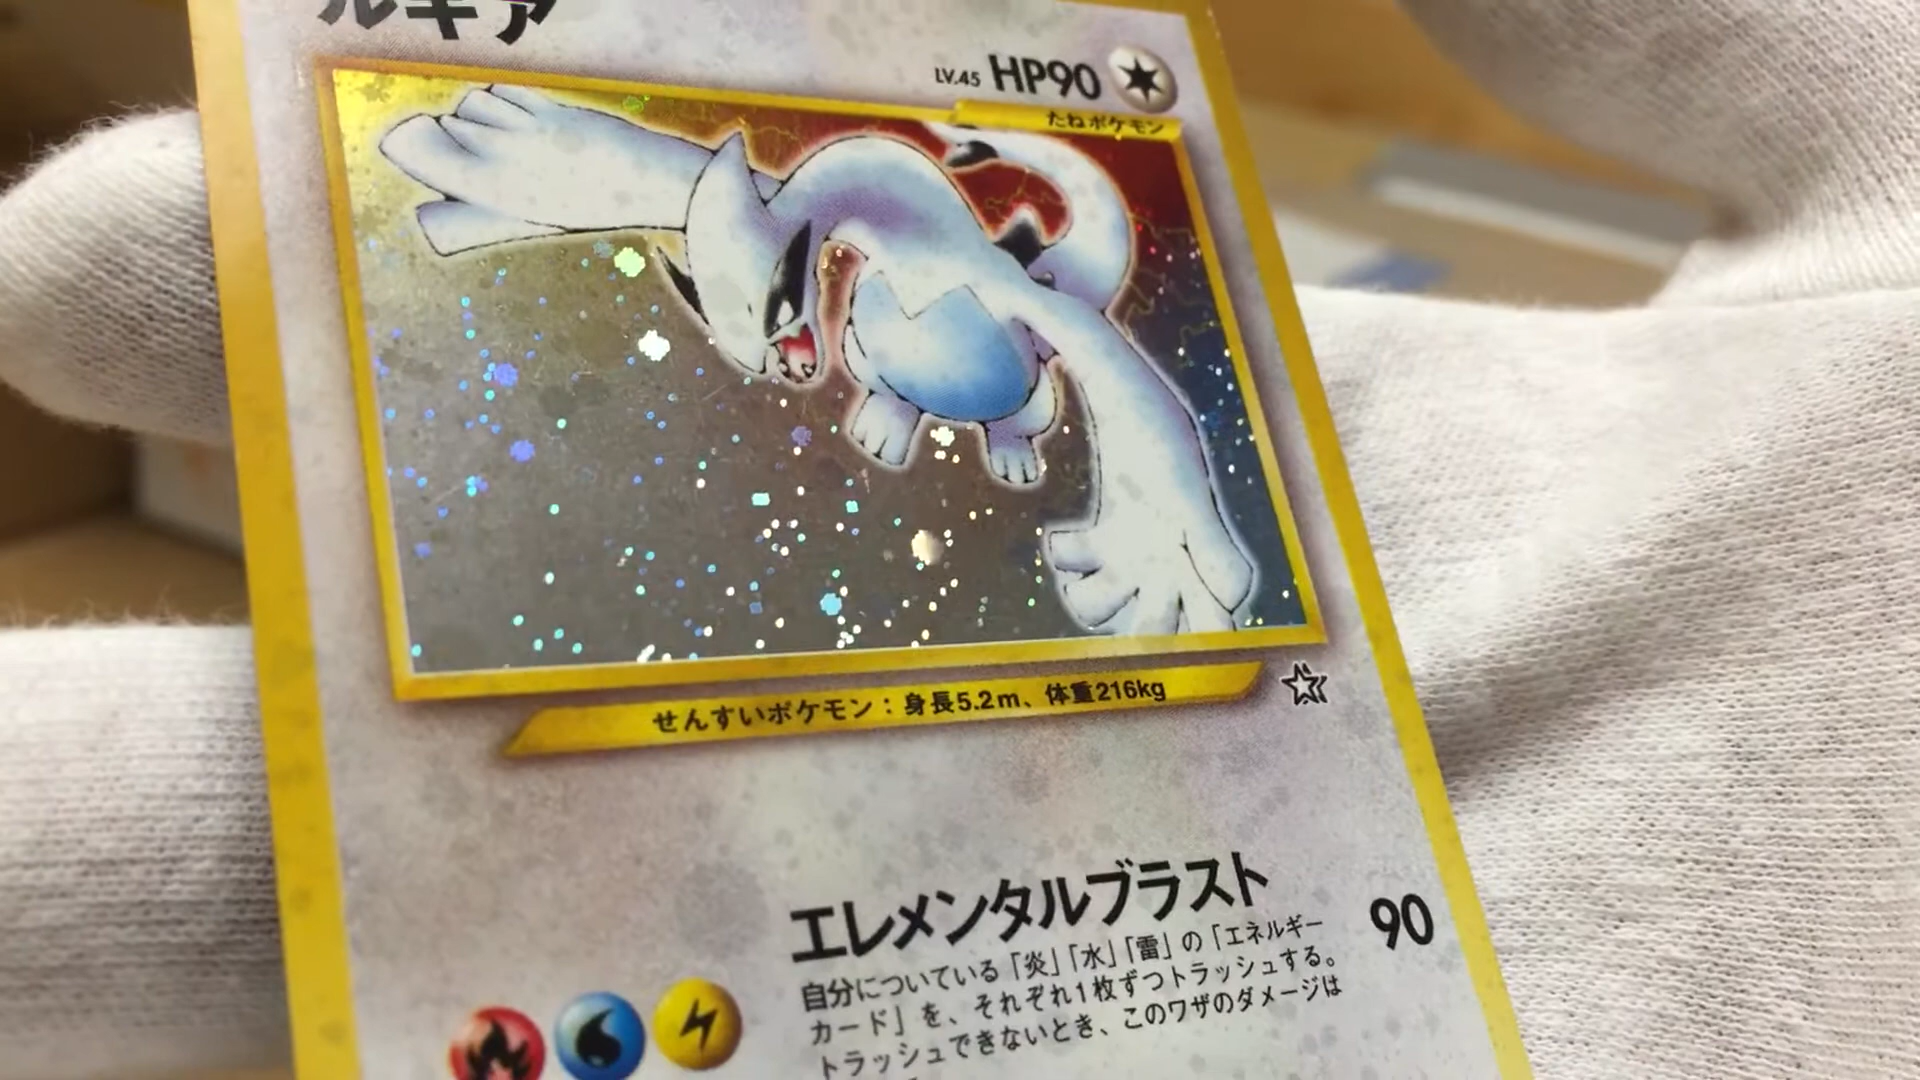 ルギア
LV.45 HP90
たねポケモン
せんすいポケモン：身長5.2m、体重216kg
エレメンタルブラスト
90
自分についている「炎」「水」「雷」の「エネルギー
カード」を、それぞれ1枚ずつトラッシュする。
トラッシュできないとき、このワザのダメージは